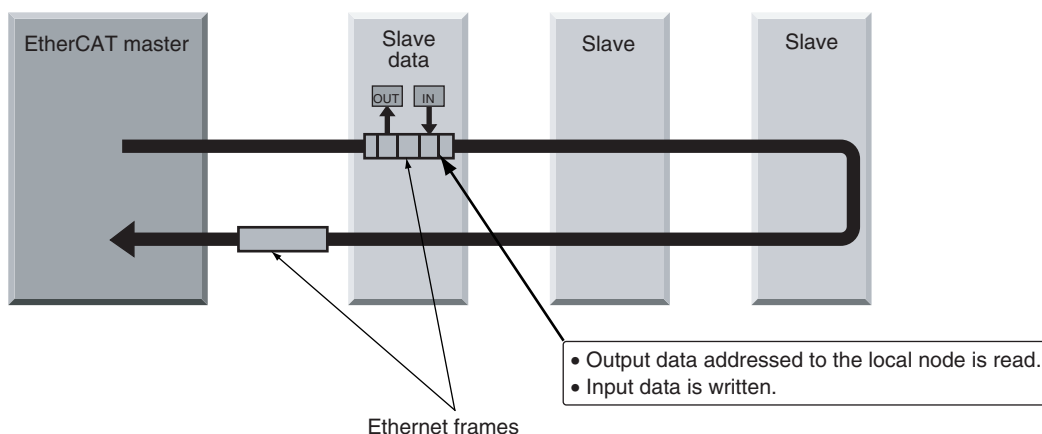 EtherCAT master
Slave
data
Slave
Slave
OUT
IN
• Output data addressed to the local node is read.
• Input data is written.
Ethernet frames